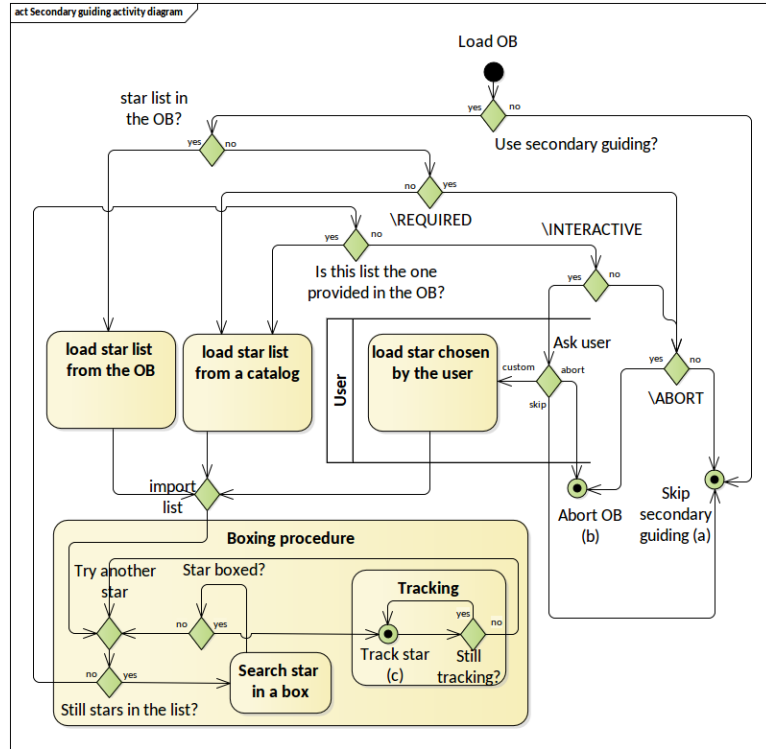 act Secondary guiding activity diagram
Load OB
star list in
the OB?
yes
no
Use secondary guiding?
yes
no
no
yes
\REQUIRED
yes
no
\INTERACTIVE
Is this list the one
provided in the OB?
yes
no
load star list
from the OB
load star list
from a catalog
User
load star chosen
by the user
Ask user
custom
abort
skip
yes
no
\ABORT
import
list
Abort OB
(b)
Skip
secondary
guiding (a)
Boxing procedure
Try another
star
Star boxed?
Tracking
yes
no
yes
no
Track star
(c)
Still
tracking?
no
yes
Search star
in a box
Still stars in the list?